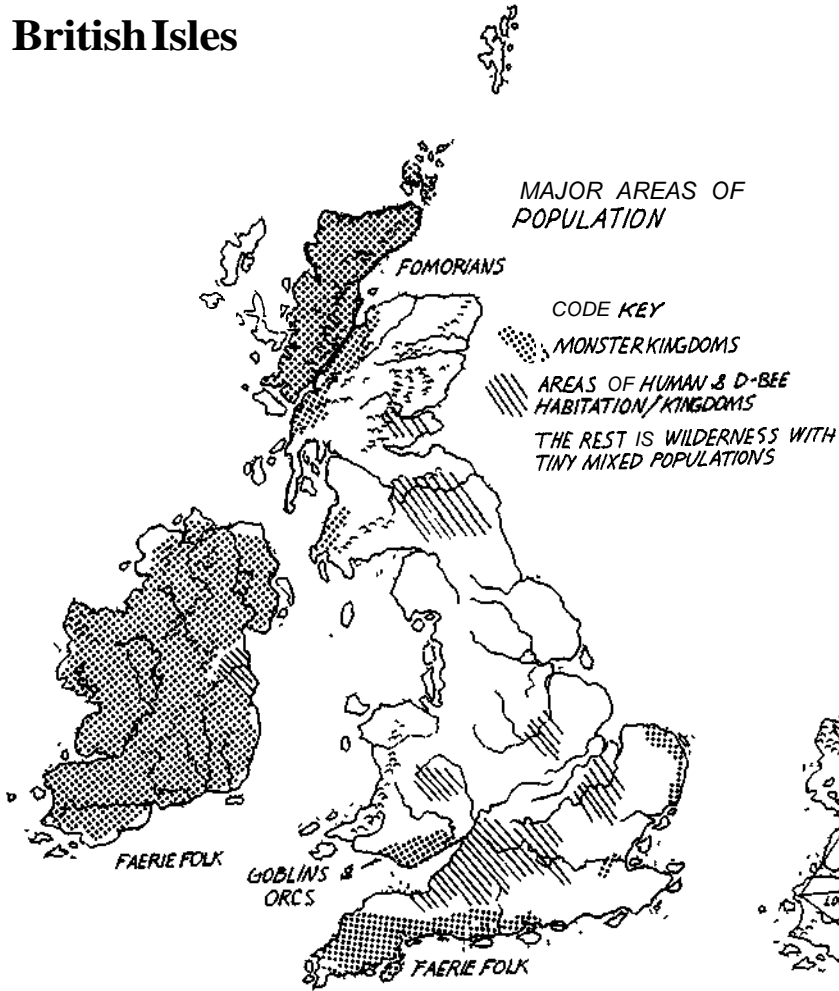 British Isles
MAJOR AREAS OF
POPULATION
FOMORIANS
CODE KEY
MONSTER KINGDOMS
AREAS OF HUMAN & D-BEE
HABITATION/KINGDOMS
THE REST IS WILDERNESS WITH
TINY MIXED POPULATIONS
FAERIE FOLK
GOBLINS &
ORCS
FAERIE FOLK